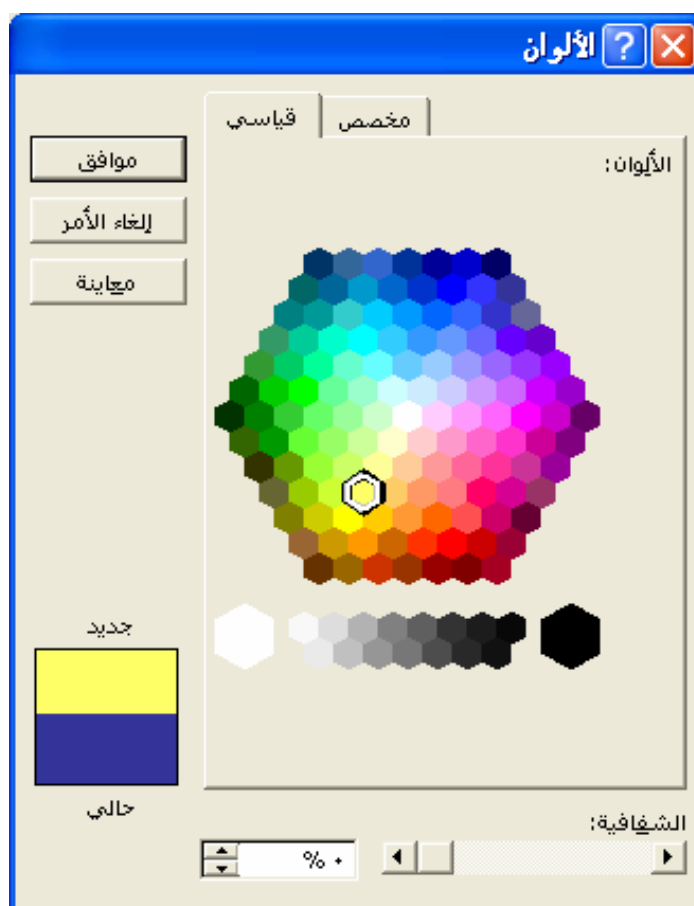 الألوان
قياسي
مخصص
الألوان:
موافق
إلغاء الأمر
معاينة
جديد
حالي
الشفافية:
% ٠